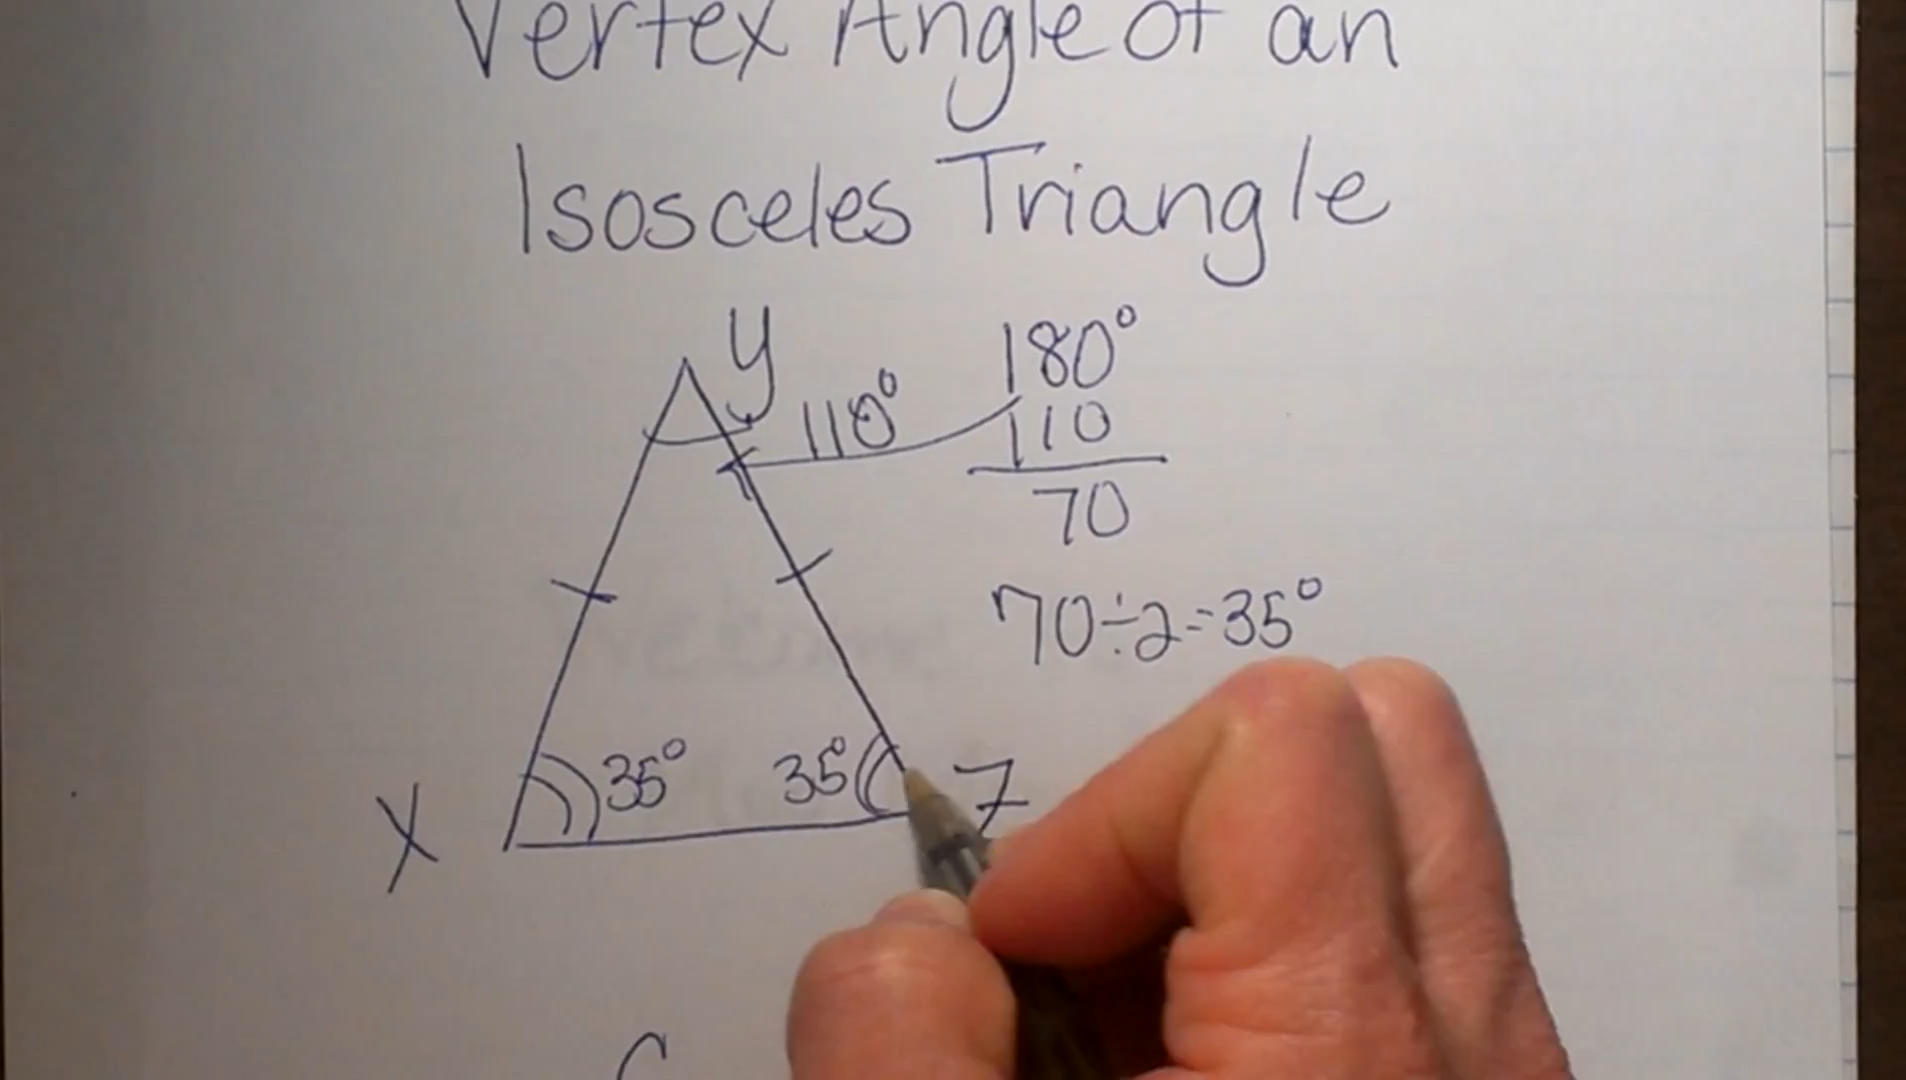 Vertex Angle of an
Isosceles Triangle
y
110°
180°
110
70
70÷2=35°
35°
35°
X
Z
C